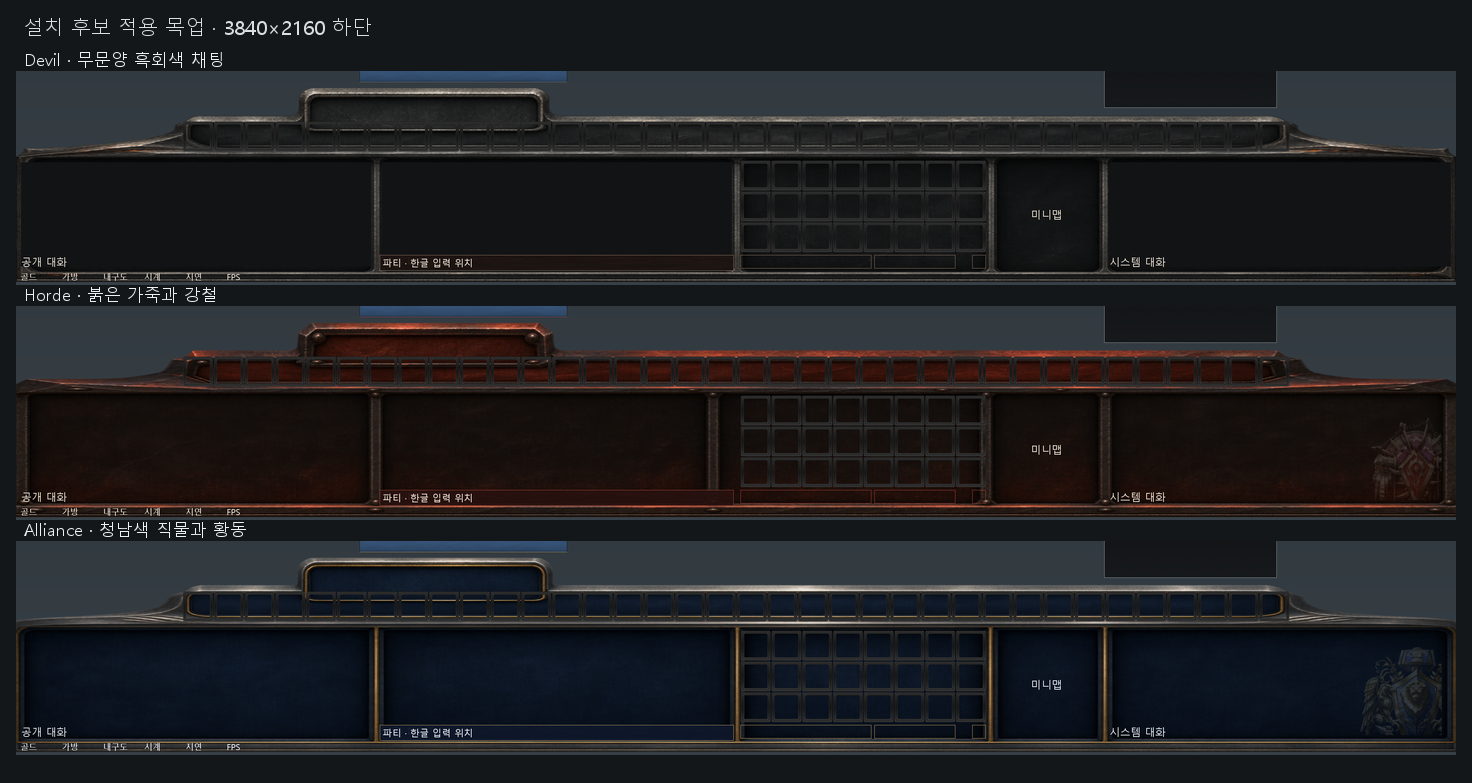 설치 후보 적용 목업 · 3840×2160 하단
Devil · 무문양 흑회색 채팅
미니맵
공개 대화
파티 · 한글 입력 위치
시스템 대화
골드 가방 내구도 시계 지연 FPS
Horde · 붉은 가죽과 강철
미니맵
공개 대화
파티 · 한글 입력 위치
시스템 대화
골드 가방 내구도 시계 지연 FPS
Alliance · 청남색 직물과 황동
미니맵
공개 대화
파티 · 한글 입력 위치
시스템 대화
골드 가방 내구도 시계 지연 FPS